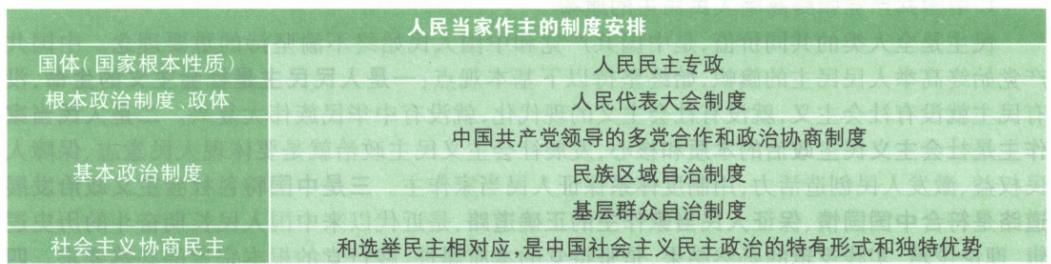 人民当家作主的制度安排
国体(国家根本性质) 人民民主专政
根本政治制度、政体 人民代表大会制度
中国共产党领导的多党合作和政治协商制度
基本政治制度 民族区域自治制度
基层群众自治制度
社会主义协商民主 和选举民主相对应,是中国社会主义民主政治的特有形式和独特优势